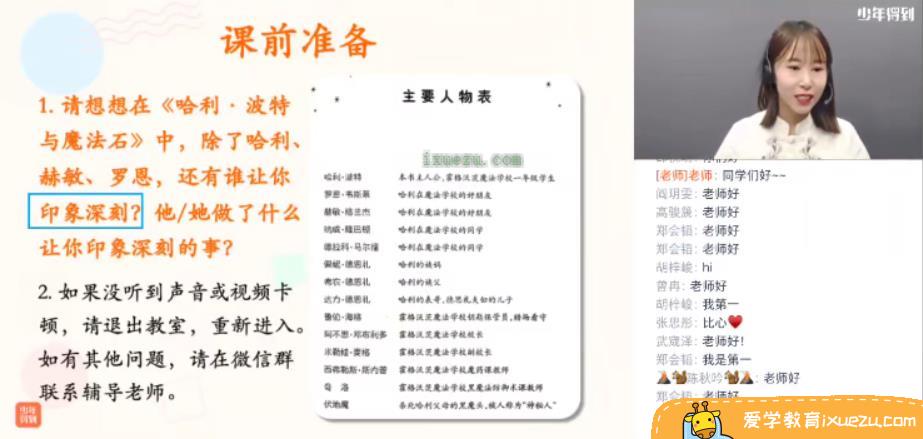 课前准备
1. 请想想在《哈利·波特
与魔法石》中，除了哈利、
赫敏、罗恩，还有谁让你
印象深刻？他/她做了什么
让你印象深刻的事？
2. 如果没听到声音或视频卡
顿，请退出教室，重新进入。
如有其他问题，请在微信群
联系辅导老师。
少年
得到
主要人物表
ixuezu.com
哈利·波特 本书主人公，霍格沃茨魔法学校一年级学生
罗恩·韦斯莱 哈利在魔法学校的好朋友
赫敏·格兰杰 哈利在魔法学校的好朋友
纳威·隆巴顿 哈利在魔法学校的同学
德拉科·马尔福 哈利在魔法学校的同学
佩妮·德思礼 哈利的姨妈
弗农·德思礼 哈利的姨父
达力·德思礼 哈利的表哥，德思礼夫妇的儿子
鲁伯·海格 霍格沃茨魔法学校钥匙保管员，猎场看守
阿不思·邓布利多 霍格沃茨魔法学校校长
米勒娃·麦格 霍格沃茨魔法学校副校长
西弗勒斯·斯内普 霍格沃茨魔法学校魔药课教师
奇洛 霍格沃茨魔法学校黑魔法防御术课教师
伏地魔 杀死哈利父母的黑魔头，被人称为“神秘人”
少年得到
[老师]老师: 同学们好~~
阎玥雯: 老师好
高骏晟: 老师好
郑会韬: 老师好
郑会韬: 老师好
胡梓峻: hi
曾冉: 老师好
胡梓峻: 我第一
张思彤: 比心❤️
武宬泽: 老师好！
郑会韬: 我是第一
陈秋吟: 老师好
郑会韬: 老师好
爱学教育ixuezu.com